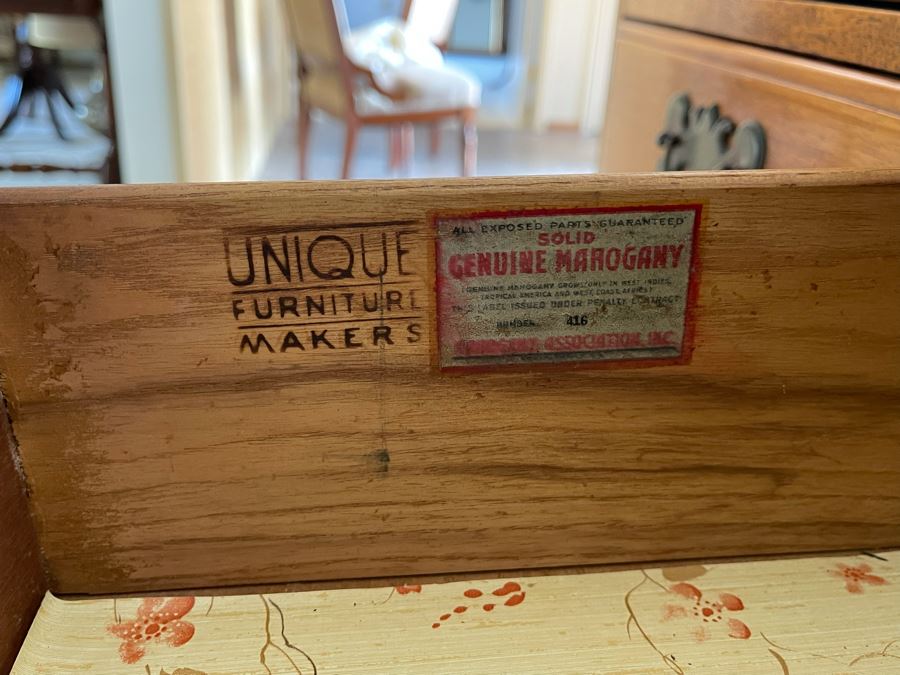 UNIQUE
FURNITURE
MAKERS
ALL EXPOSED PARTS GUARANTEED
SOLID
GENUINE MAHOGANY
(GENUINE MAHOGANY GROWS ONLY IN WEST INDIES,
TROPICAL AMERICA AND WEST COAST AFRICA)
THIS LABEL ISSUED UNDER PENALTY CONTRACT
NUMBER 416
MAHOGANY ASSOCIATION, INC.